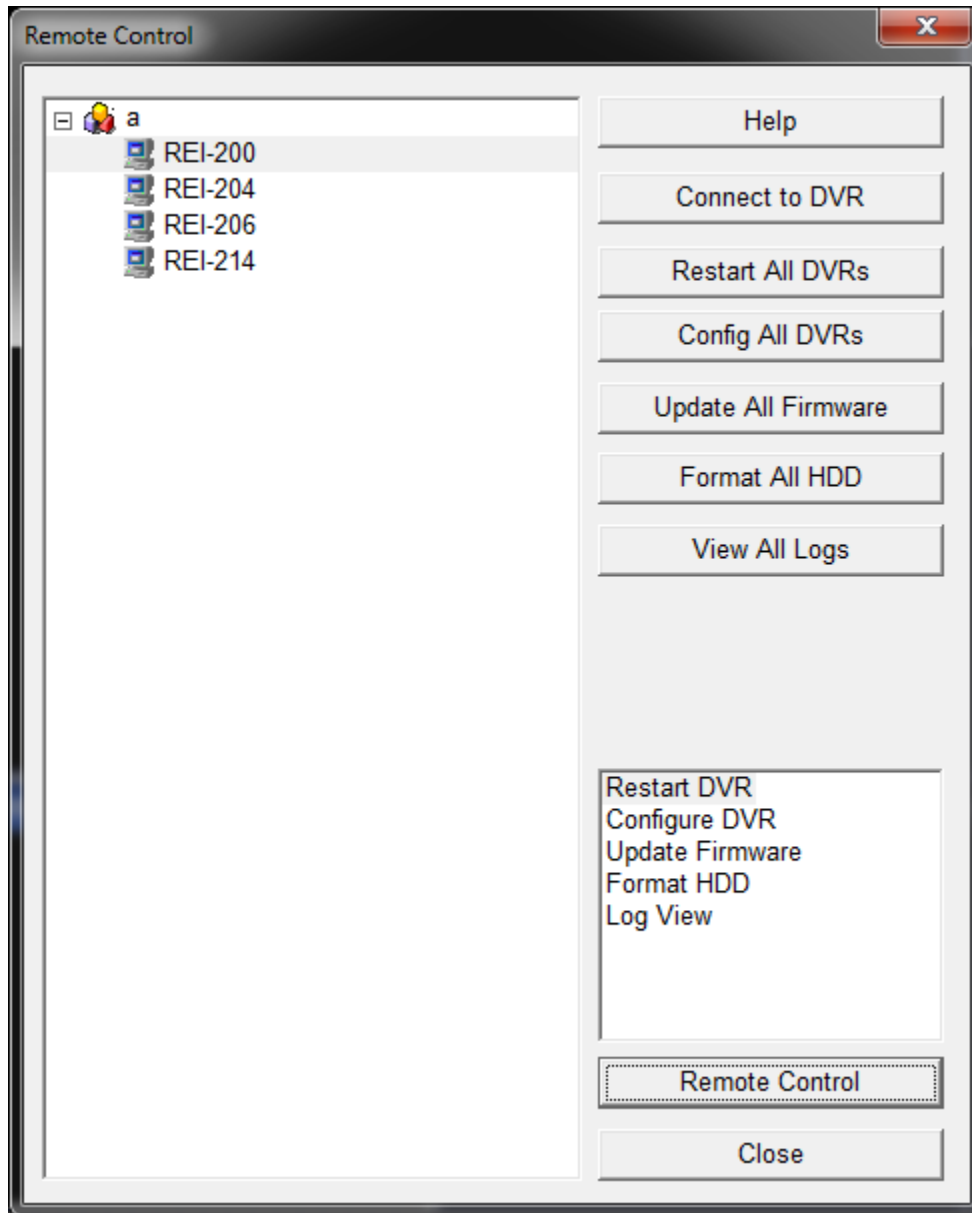 Remote Control
a
REI-200
REI-204
REI-206
REI-214
Help
Connect to DVR
Restart All DVRs
Config All DVRs
Update All Firmware
Format All HDD
View All Logs
Restart DVR
Configure DVR
Update Firmware
Format HDD
Log View
Remote Control
Close